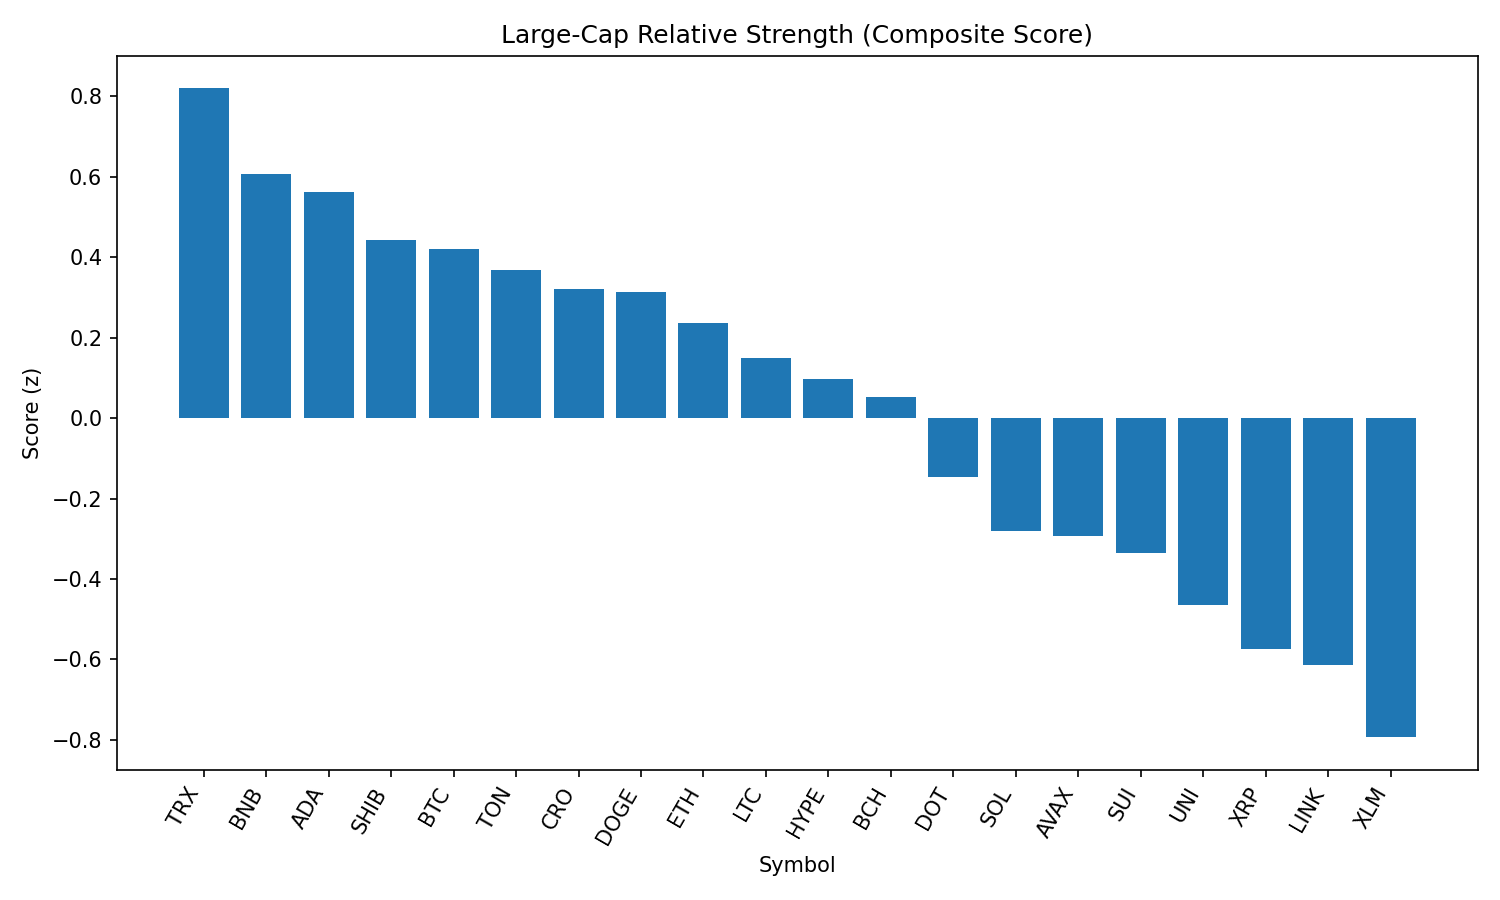 Large-Cap Relative Strength (Composite Score)
Score (z)
0.8
0.6
0.4
0.2
0.0
−0.2
−0.4
−0.6
−0.8
TRX
BNB
ADA
SHIB
BTC
TON
CRO
DOGE
ETH
LTC
HYPE
BCH
DOT
SOL
AVAX
SUI
UNI
XRP
LINK
XLM
Symbol